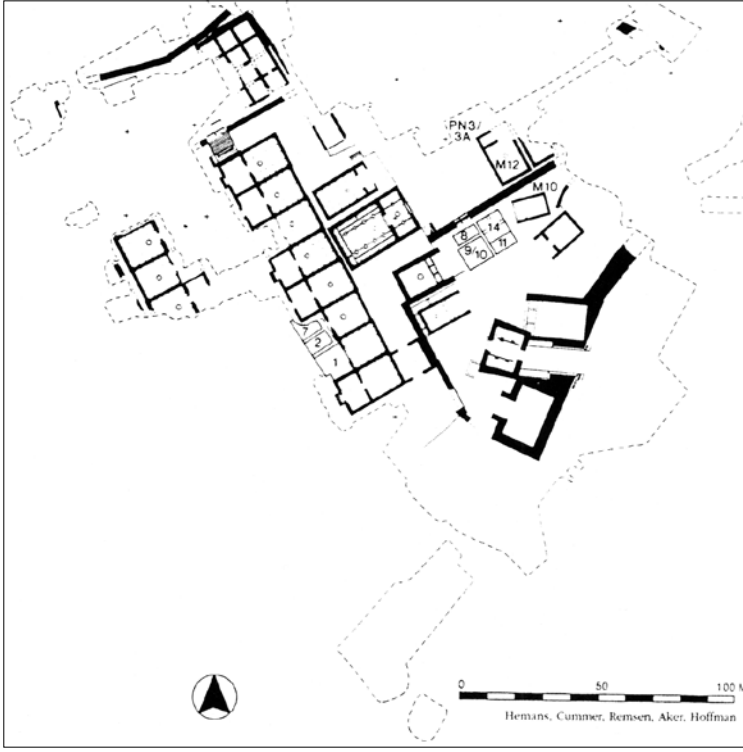 PN3/
3A
M12
M10
8
14
9/
10
11
7
2
1
0 50 100 M
Hemans, Cummer, Remsen, Aker, Hoffman